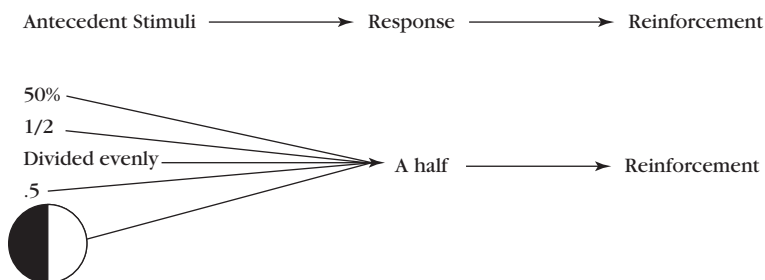 Antecedent Stimuli Response Reinforcement
50%
1/2
Divided evenly
A half Reinforcement
.5